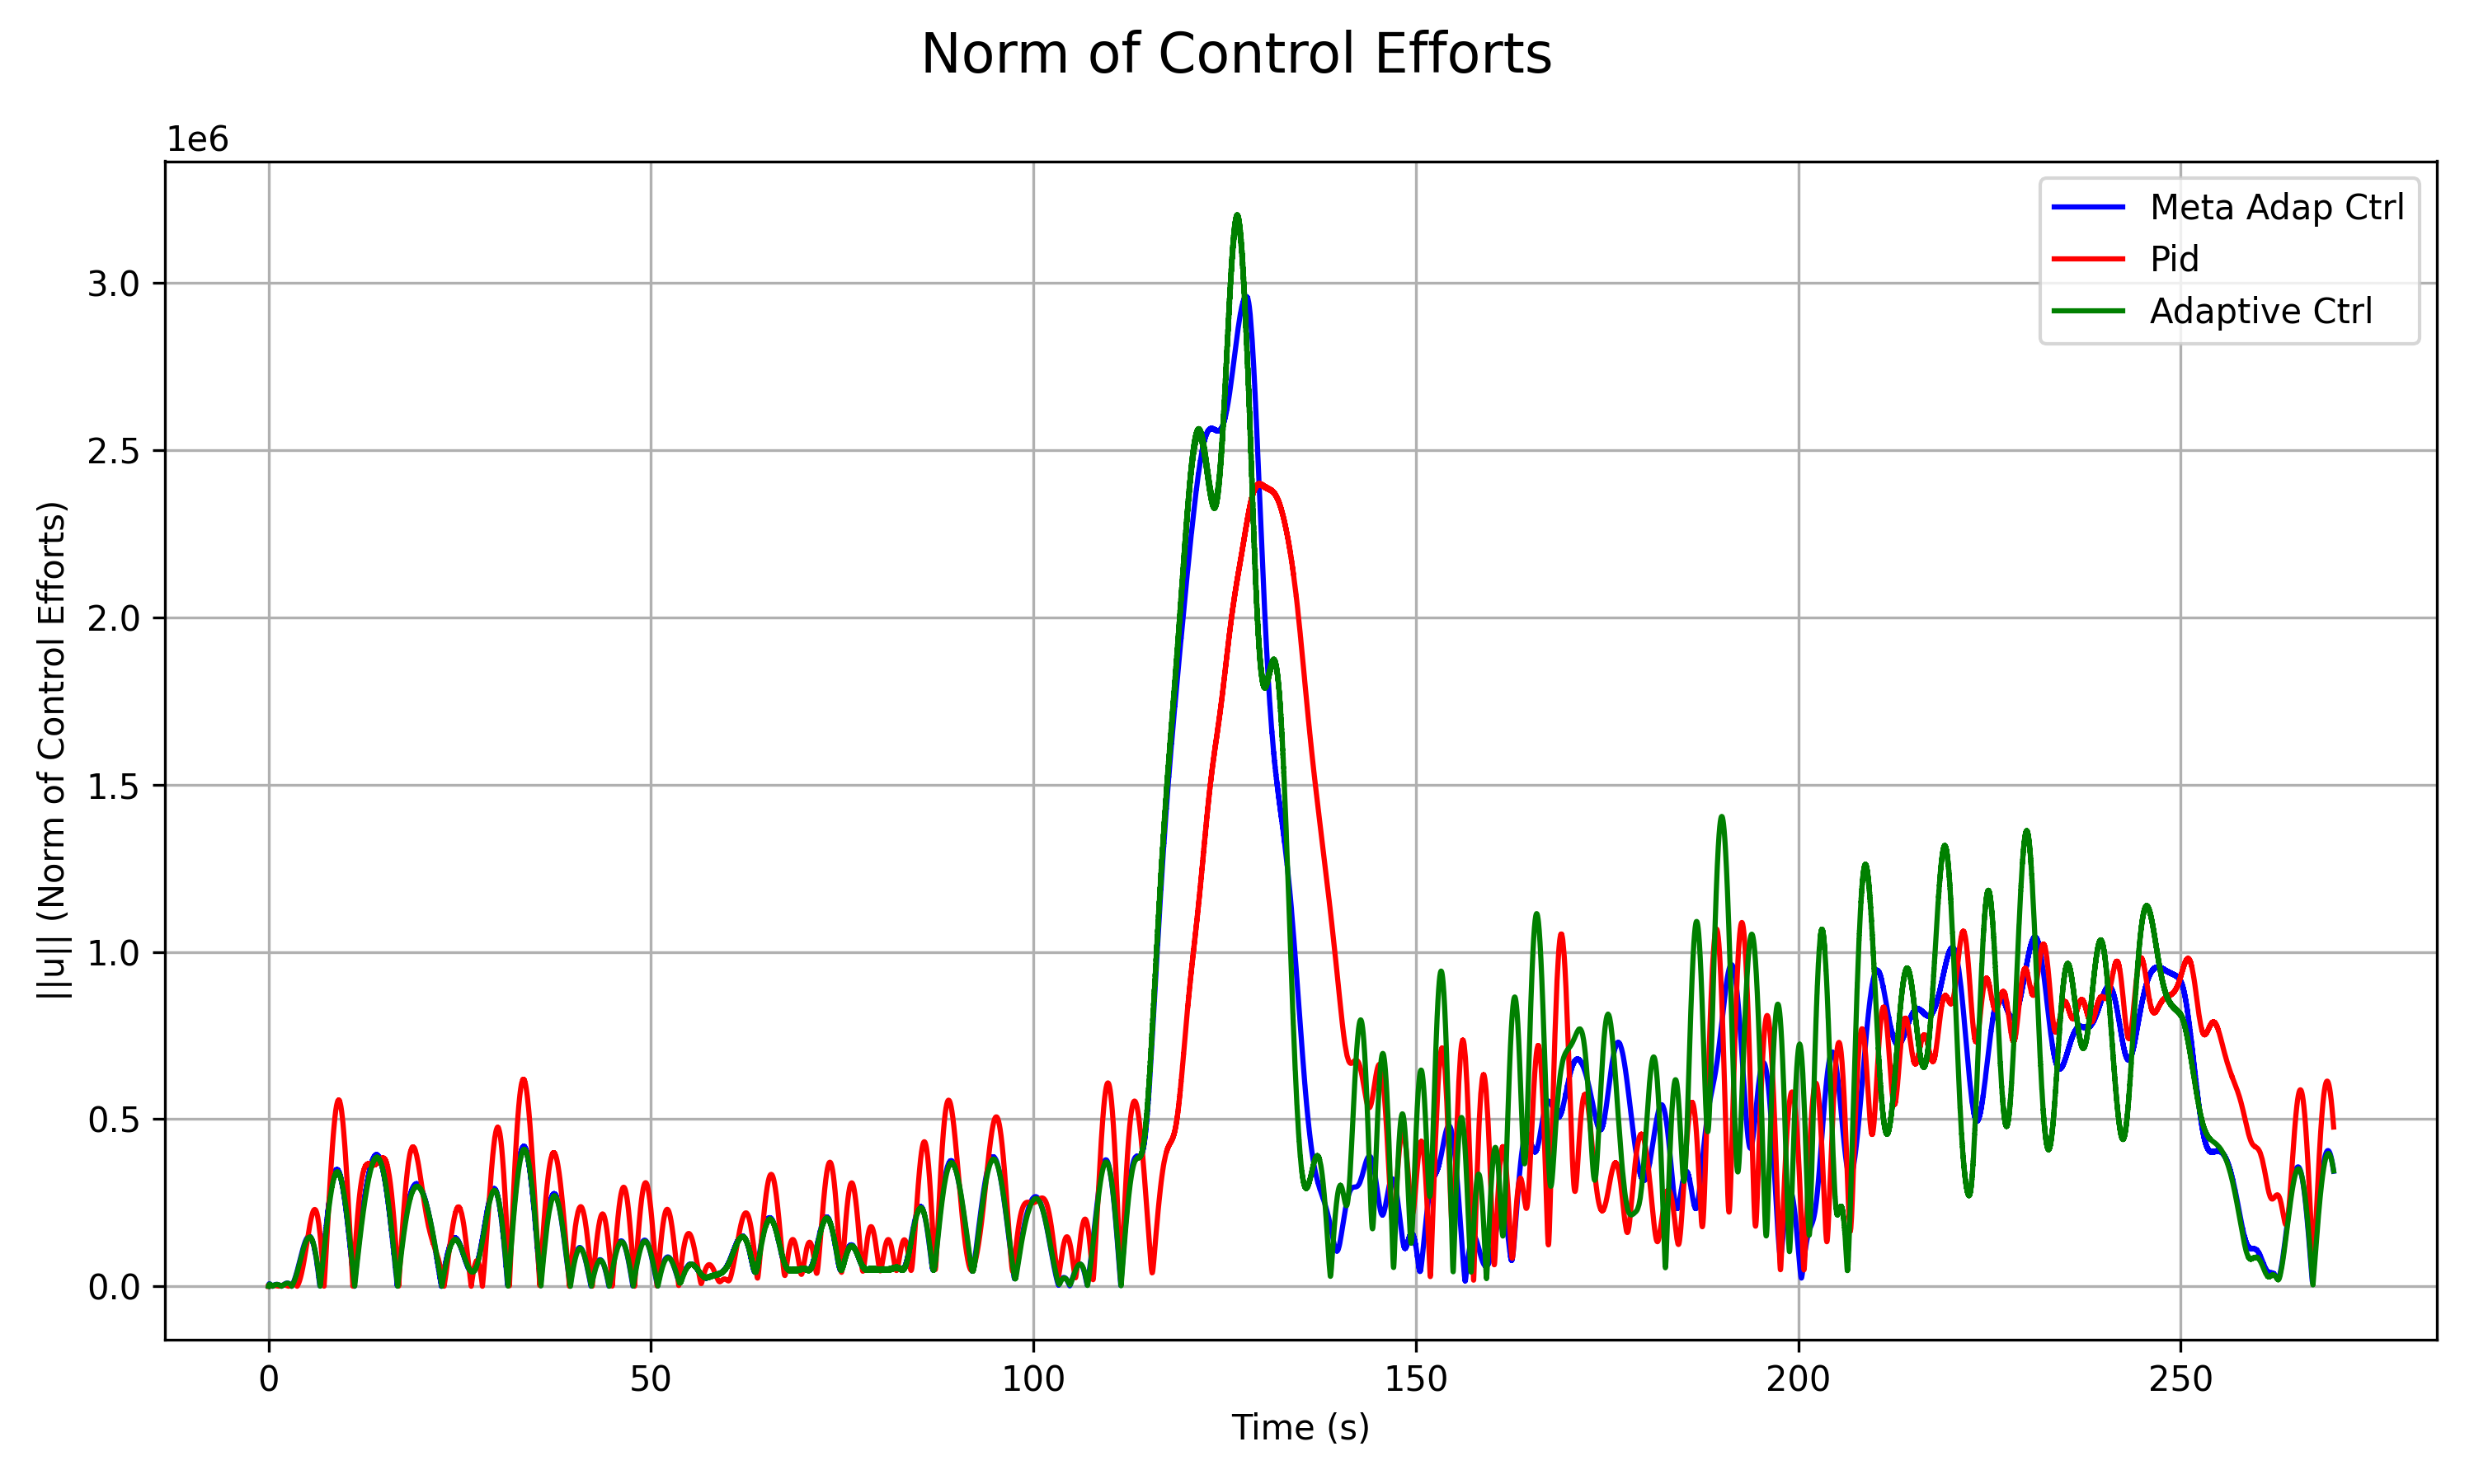 Norm of Control Efforts
1e6
Meta Adap Ctrl
Pid
Adaptive Ctrl
3.0
2.5
2.0
1.5
1.0
0.5
0.0
||u|| (Norm of Control Efforts)
0 50 100 150 200 250
Time (s)